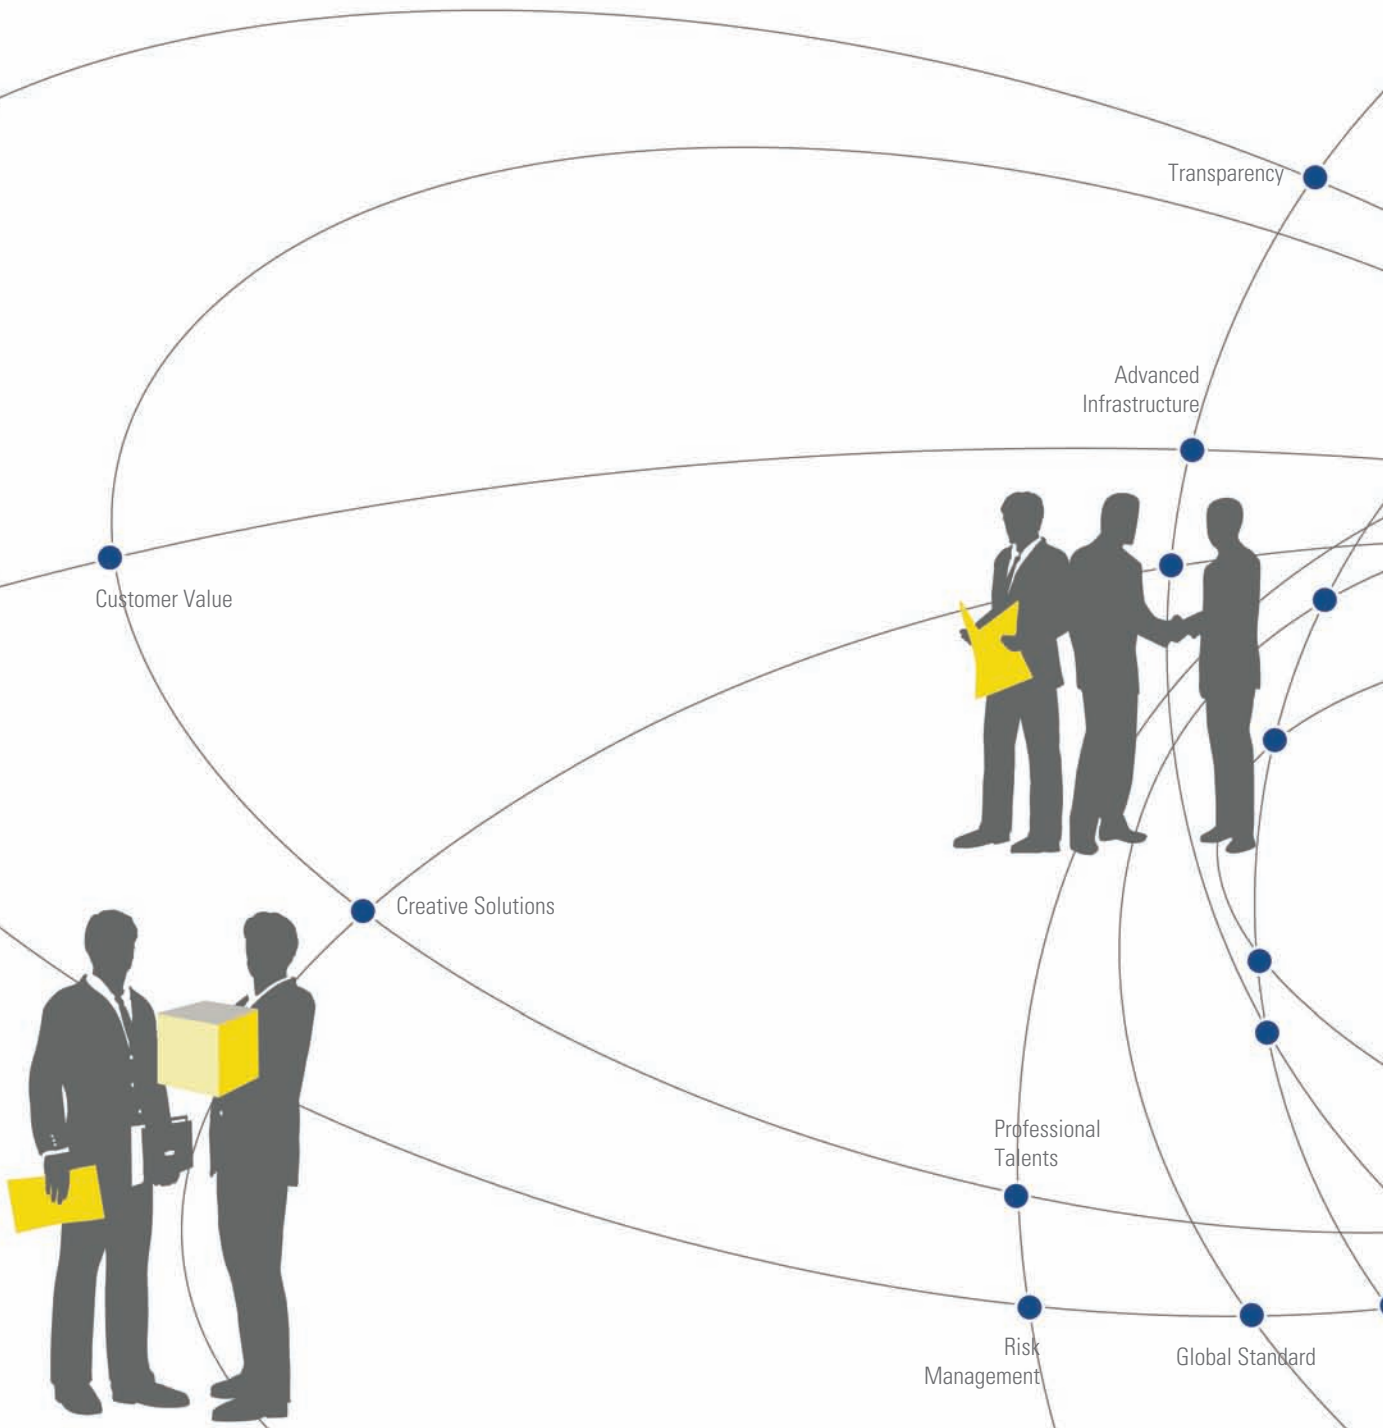 Transparency
Advanced
Infrastructure
Customer Value
Creative Solutions
Professional
Talents
Risk
Management
Global Standard